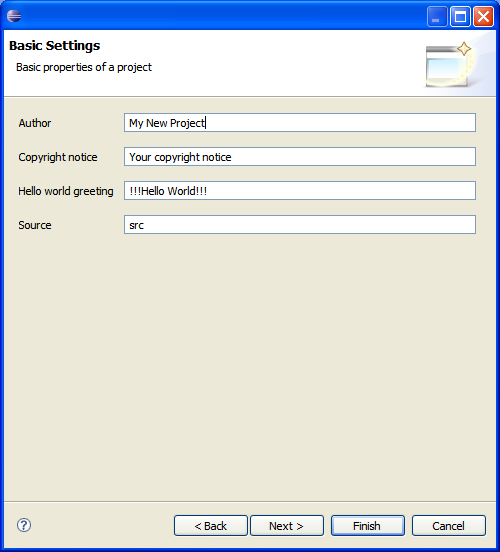 Basic Settings
Basic properties of a project
Author My New Project
Copyright notice Your copyright notice
Hello world greeting !!!Hello World!!!
Source src
? < Back Next > Finish Cancel